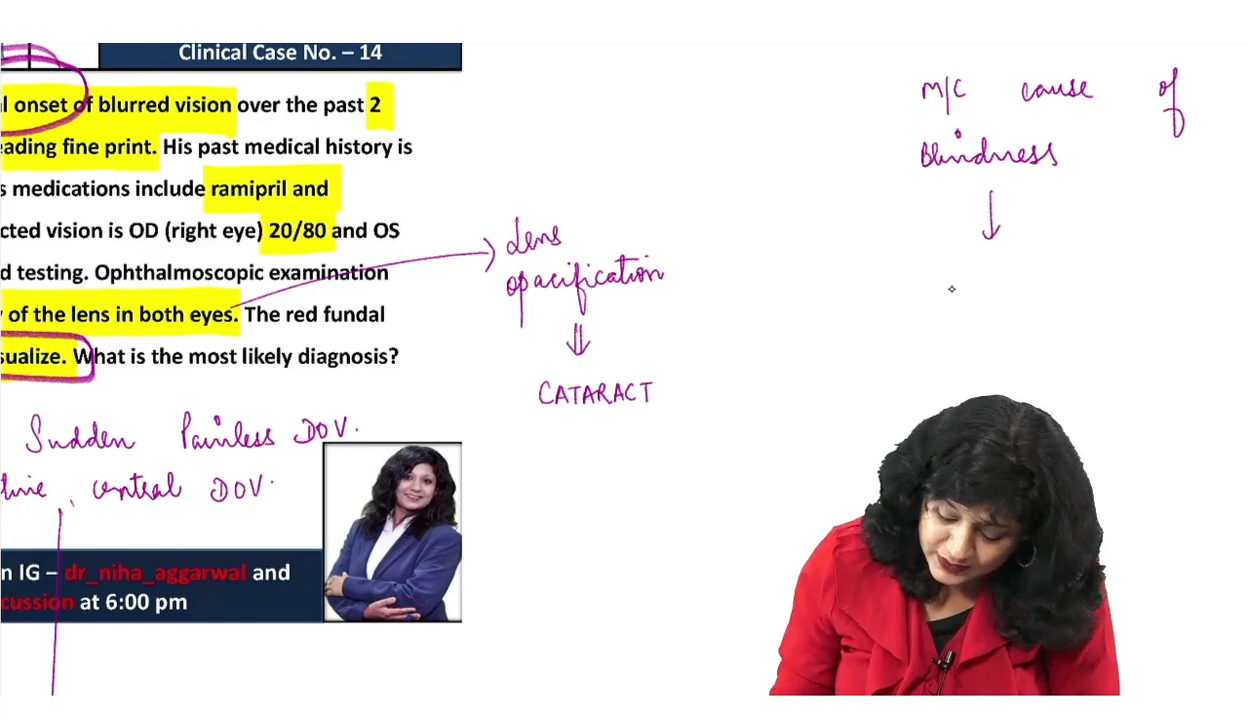 Clinical Case No. – 14
l onset of blurred vision over the past 2
eading fine print. His past medical history is
s medications include ramipril and
cted vision is OD (right eye) 20/80 and OS
d testing. Ophthalmoscopic examination
of the lens in both eyes. The red fundal
sualize. What is the most likely diagnosis?
Sudden Painless DOV.
line, central DOV.
n IG – dr_niha_aggarwal and
cussion at 6:00 pm
Lens
opacification
CATARACT
M/C cause of
Blindness